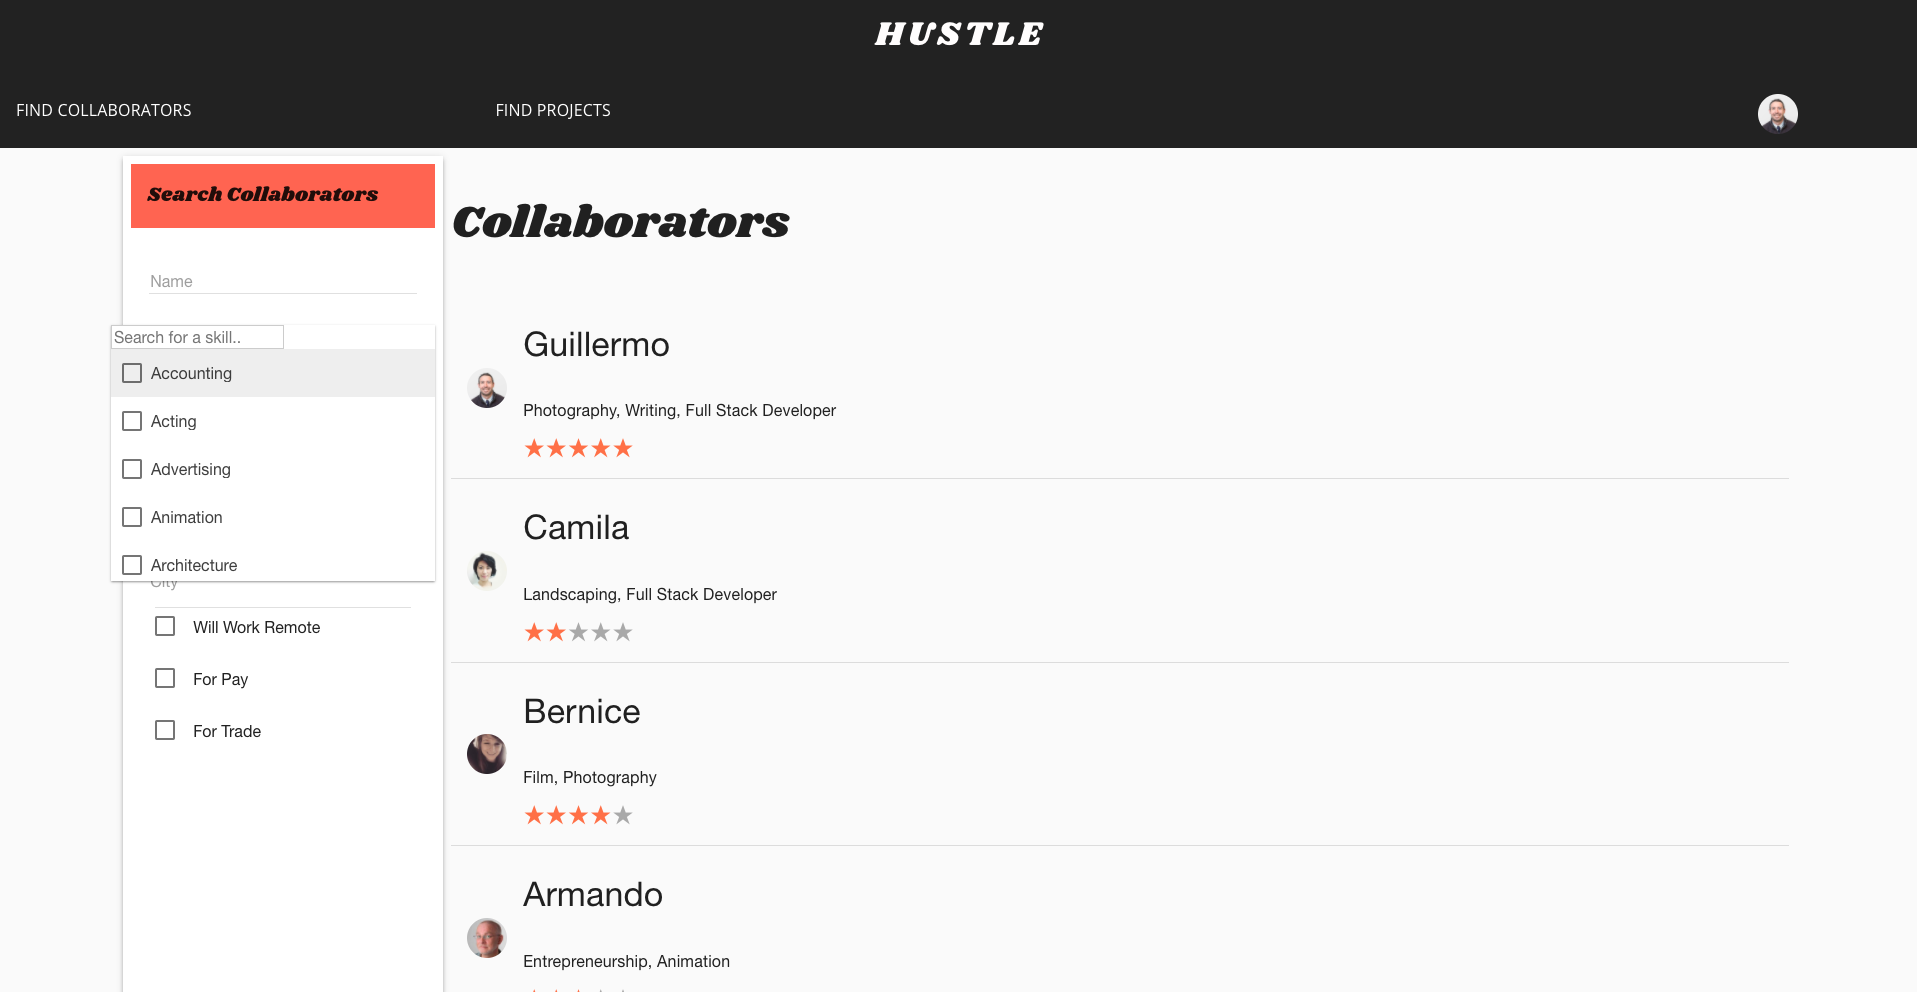 HUSTLE
FIND COLLABORATORS
FIND PROJECTS
Search Collaborators
Name
Search for a skill..
Accounting
Acting
Advertising
Animation
Architecture
City
Will Work Remote
For Pay
For Trade
Collaborators
Guillermo
Photography, Writing, Full Stack Developer
Camila
Landscaping, Full Stack Developer
Bernice
Film, Photography
Armando
Entrepreneurship, Animation